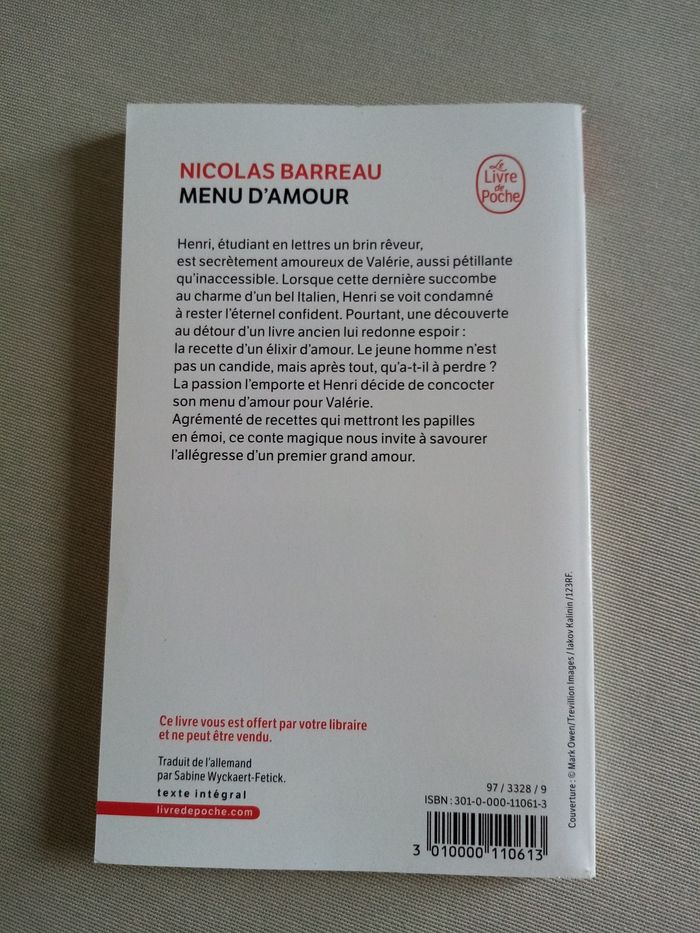 NICOLAS BARREAU
MENU D'AMOUR
Le
Livre
de
Poche
Henri, étudiant en lettres un brin rêveur,
est secrètement amoureux de Valérie, aussi pétillante
qu'inaccessible. Lorsque cette dernière succombe
au charme d'un bel Italien, Henri se voit condamné
à rester l'éternel confident. Pourtant, une découverte
au détour d'un livre ancien lui redonne espoir :
la recette d'un élixir d'amour. Le jeune homme n'est
pas un candide, mais après tout, qu'a-t-il à perdre ?
La passion l'emporte et Henri décide de concocter
son menu d'amour pour Valérie.
Agrémenté de recettes qui mettront les papilles
en émoi, ce conte magique nous invite à savourer
l'allégresse d'un premier grand amour.
Ce livre vous est offert par votre libraire
et ne peut être vendu.
Traduit de l'allemand
par Sabine Wyckaert-Fetick.
texte intégral
livredepoche.com
97 / 3328 / 9
ISBN : 301-0-000-11061-3
3 010000 110613
Couverture : © Mark Owen/Trevillion Images / Iakov Kalinin /123RF.